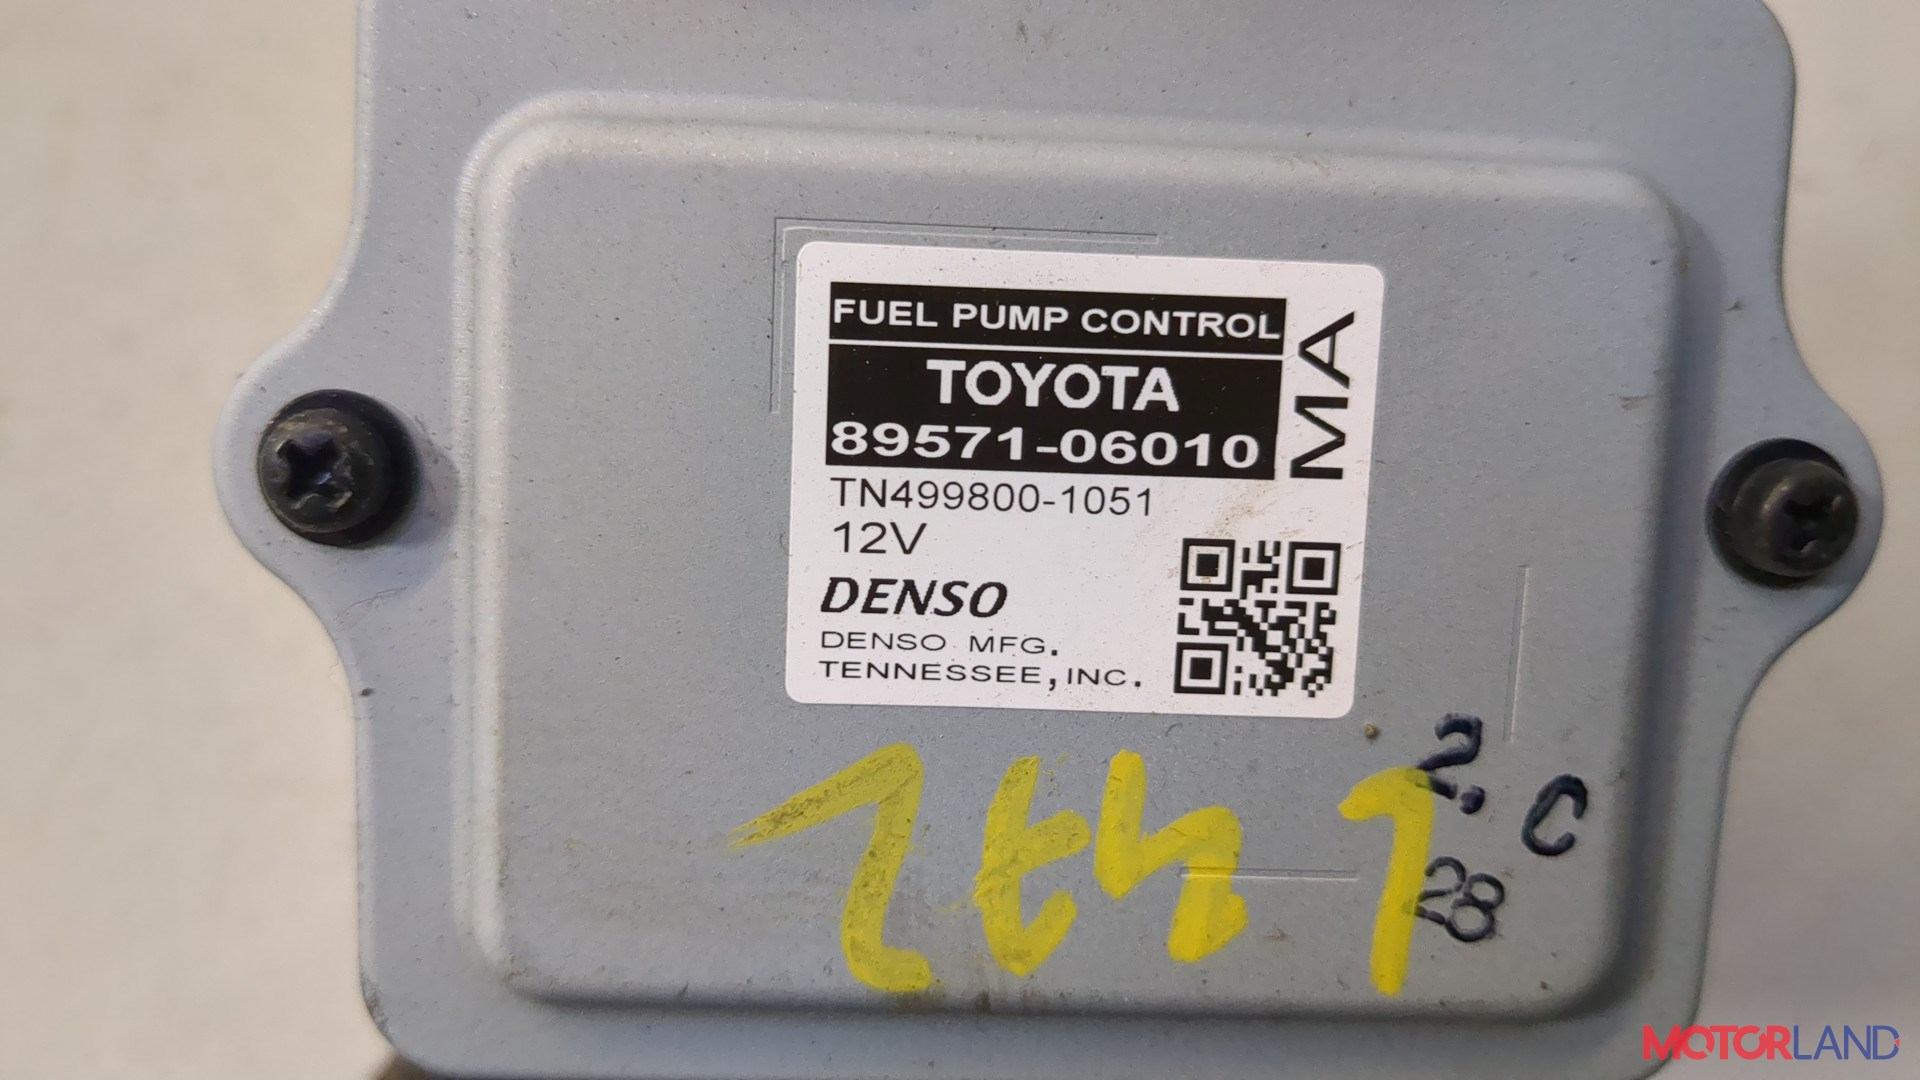 FUEL PUMP CONTROL
TOYOTA
89571-06010
MA
TN499800-1051
12V
DENSO
DENSO MFG.
TENNESSEE, INC.
2. C
28
MOTORLAND